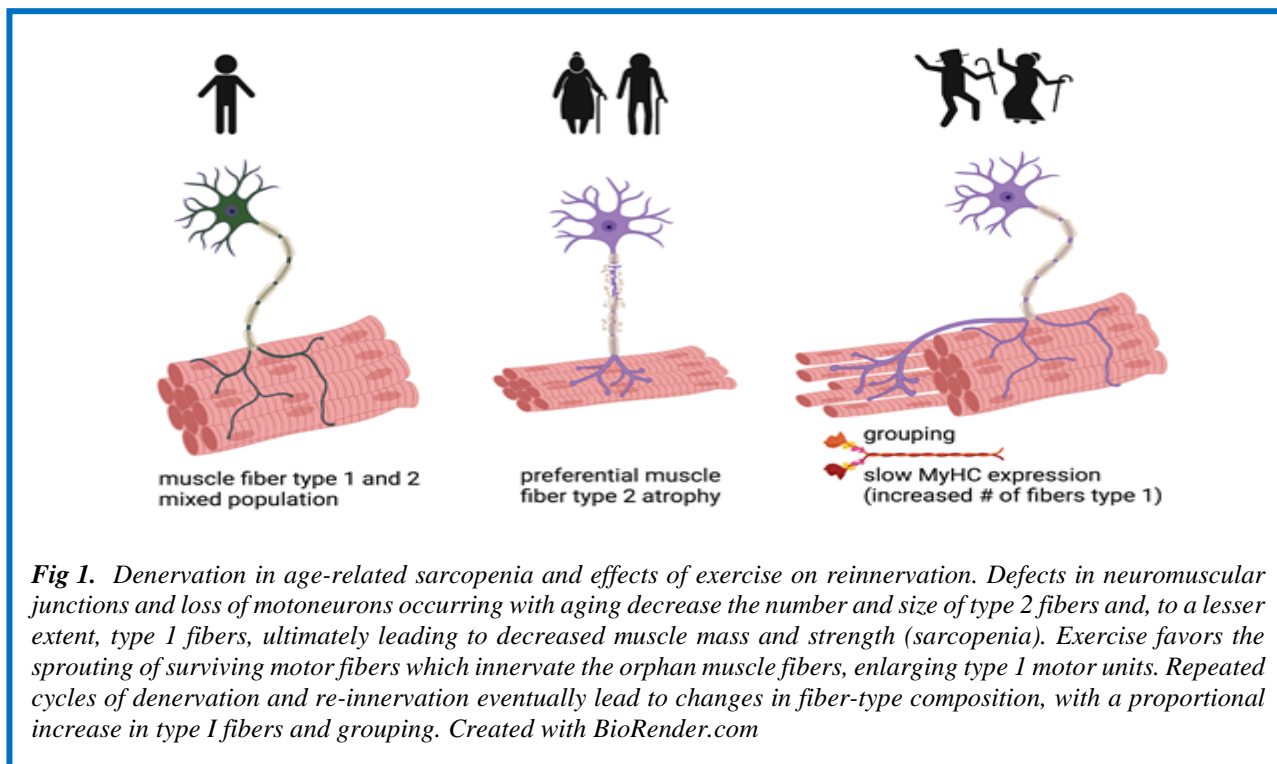 muscle fiber type 1 and 2
mixed population
preferential muscle
fiber type 2 atrophy
grouping
slow MyHC expression
(increased # of fibers type 1)
Fig 1. Denervation in age-related sarcopenia and effects of exercise on reinnervation. Defects in neuromuscular
junctions and loss of motoneurons occurring with aging decrease the number and size of type 2 fibers and, to a lesser
extent, type 1 fibers, ultimately leading to decreased muscle mass and strength (sarcopenia). Exercise favors the
sprouting of surviving motor fibers which innervate the orphan muscle fibers, enlarging type 1 motor units. Repeated
cycles of denervation and re-innervation eventually lead to changes in fiber-type composition, with a proportional
increase in type I fibers and grouping. Created with BioRender.com